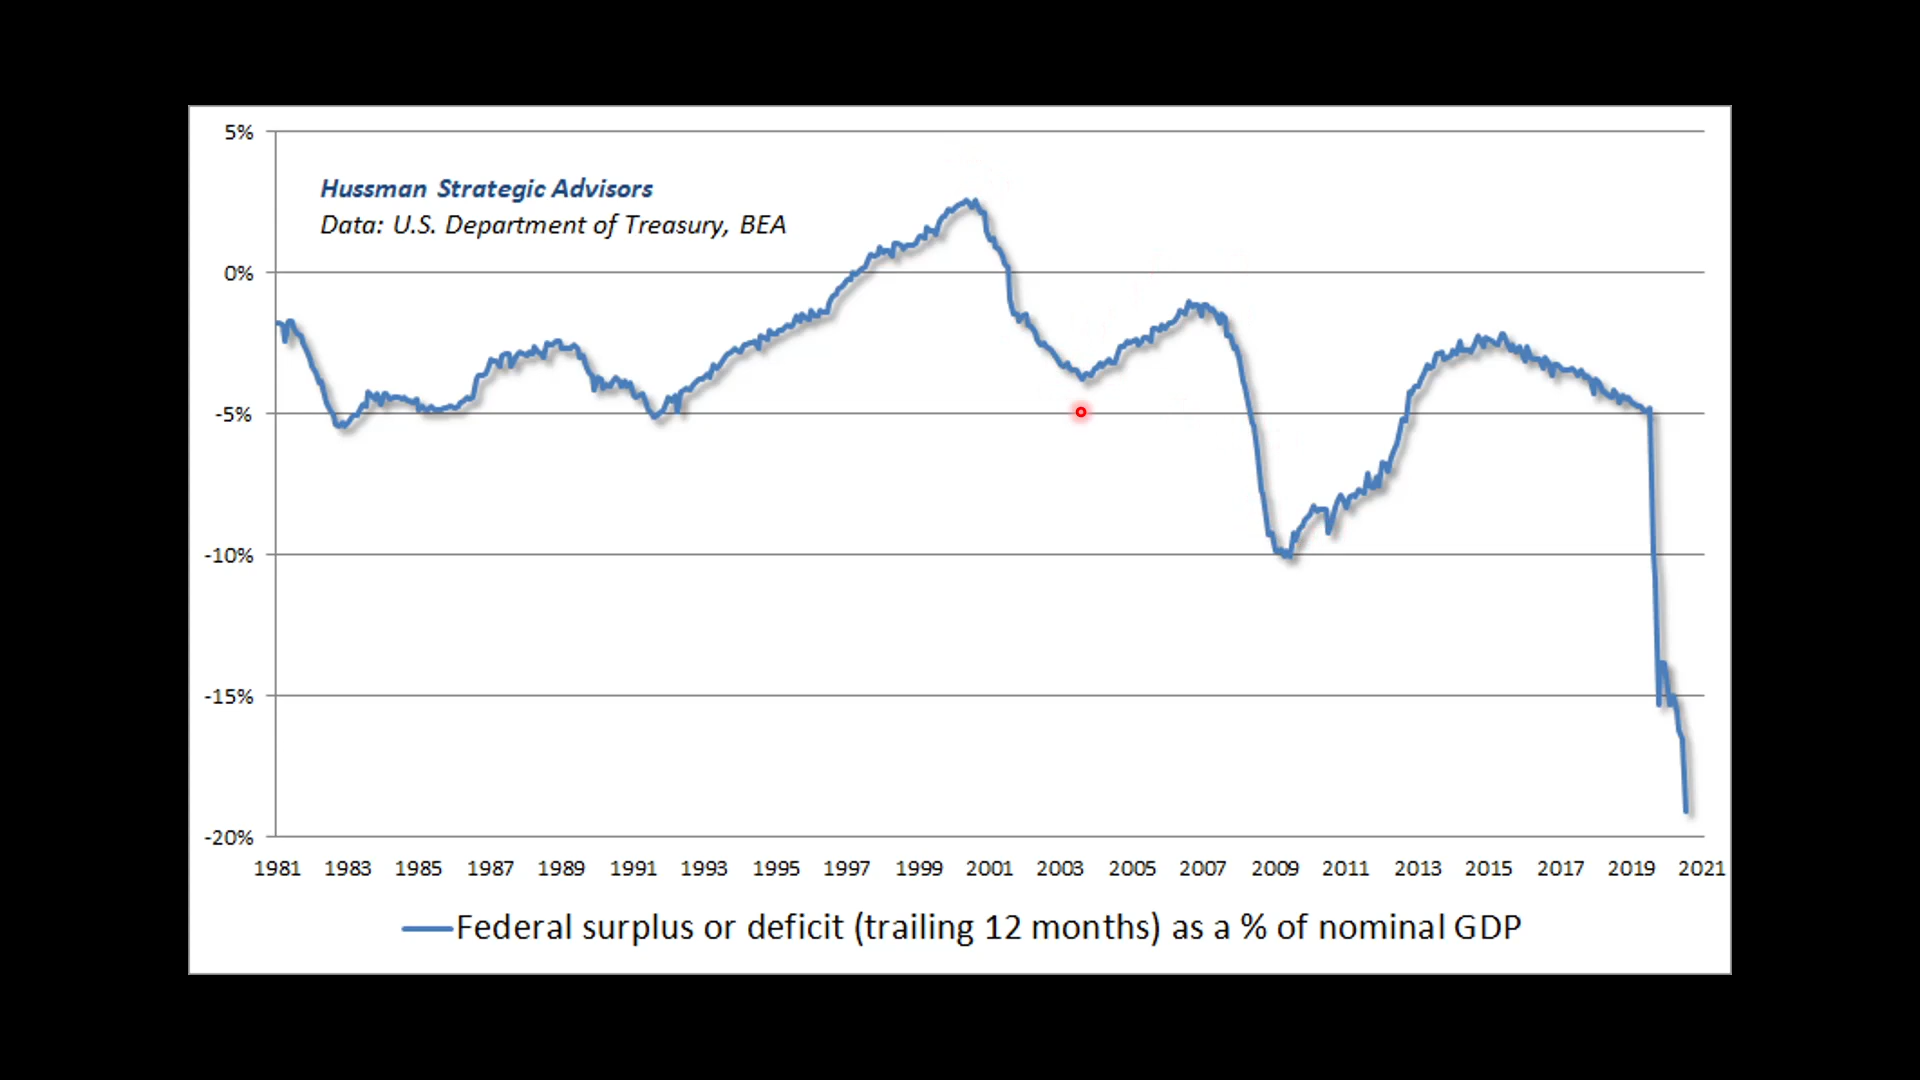 5%
Hussman Strategic Advisors
Data: U.S. Department of Treasury, BEA
0%
-5%
-10%
-15%
-20%
1981 1983 1985 1987 1989 1991 1993 1995 1997 1999 2001 2003 2005 2007 2009 2011 2013 2015 2017 2019 2021
Federal surplus or deficit (trailing 12 months) as a % of nominal GDP